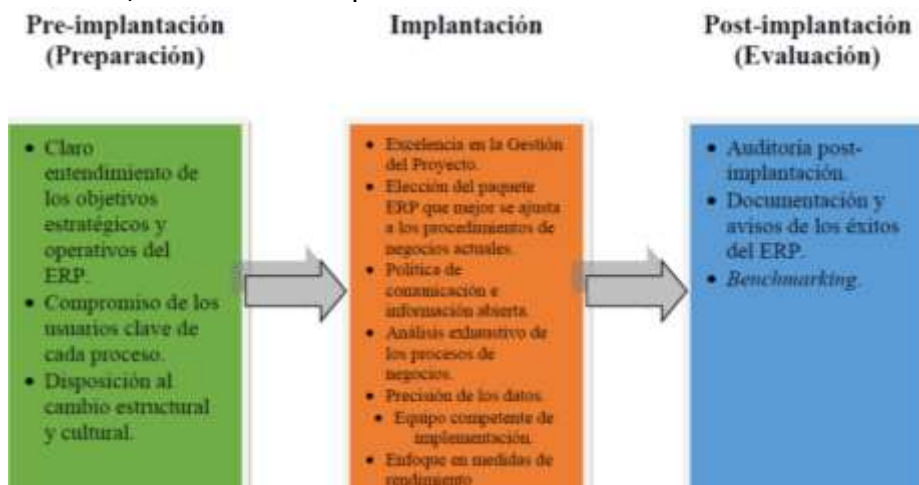 Pre-implantación
(Preparación)
Implantación
Post-implantación
(Evaluación)
• Claro
entendimiento de
los objetivos
estratégicos y
operativos del
ERP.
• Compromiso de los
usuarios clave de
cada proceso.
• Disposición al
cambio estructural
y cultural.
• Excelencia en la Gestión
del Proyecto.
• Elección del paquete
ERP que mejor se ajusta
a los procedimientos de
negocios actuales.
• Política de
comunicación e
información abierta.
• Análisis exhaustivo de
los procesos de
negocios.
• Precisión de los datos.
• Equipo competente de
implementación.
• Enfoque en medidas de
rendimiento
• Auditoría post-
implantación.
• Documentación y
avisos de los éxitos
del ERP.
• Benchmarking.